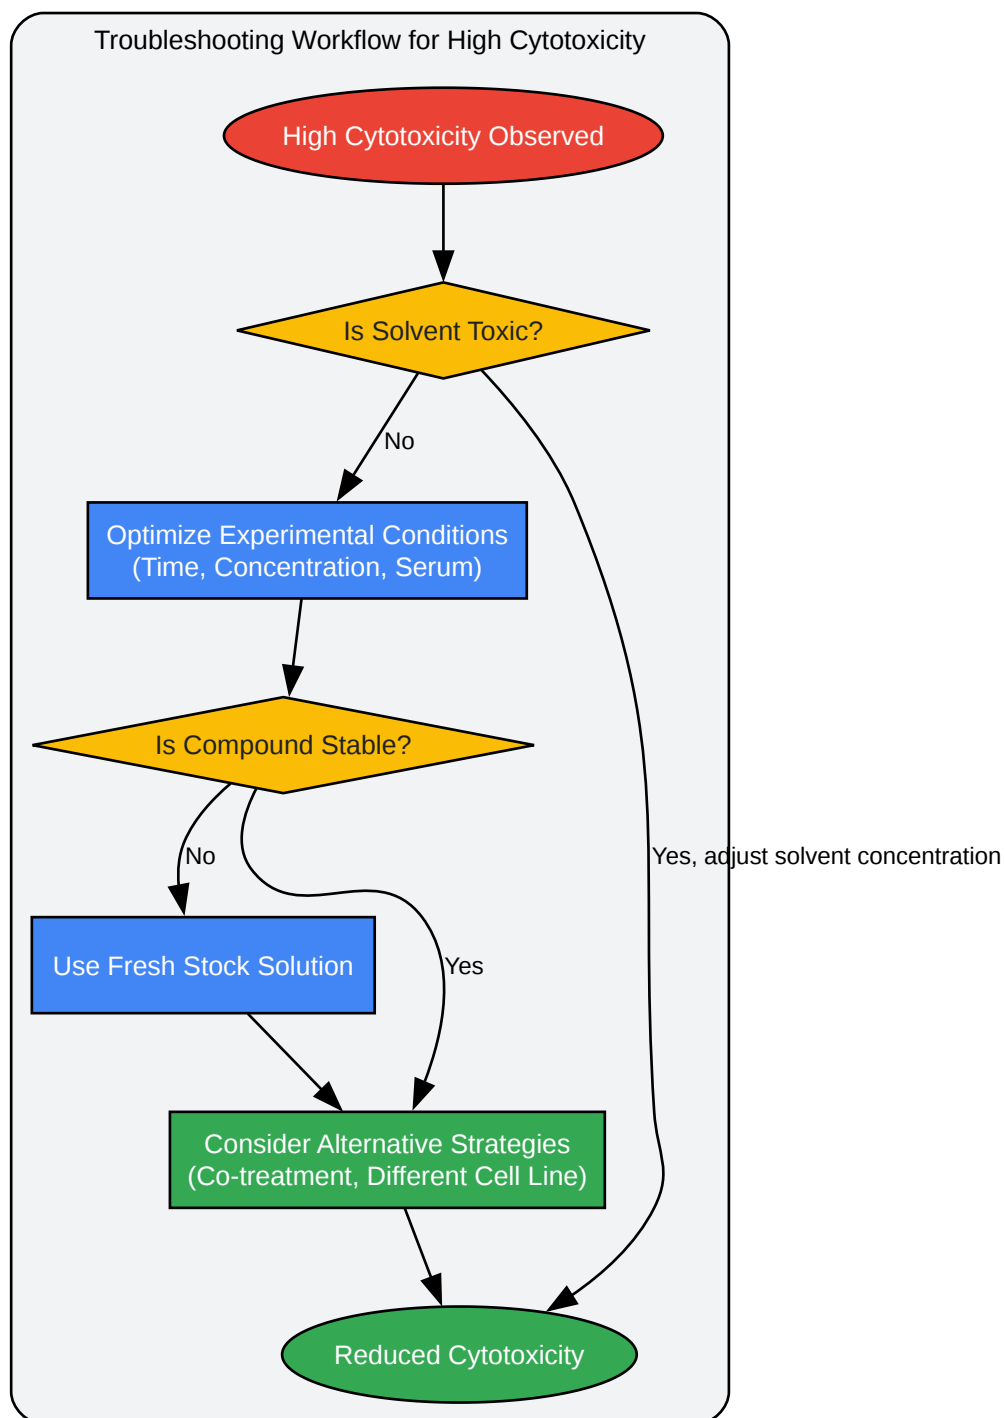 Troubleshooting Workflow for High Cytotoxicity
High Cytotoxicity Observed
Is Solvent Toxic?
No
Optimize Experimental Conditions
(Time, Concentration, Serum)
Is Compound Stable?
No
Yes, adjust solvent concentration
Use Fresh Stock Solution
Yes
Consider Alternative Strategies
(Co-treatment, Different Cell Line)
Reduced Cytotoxicity